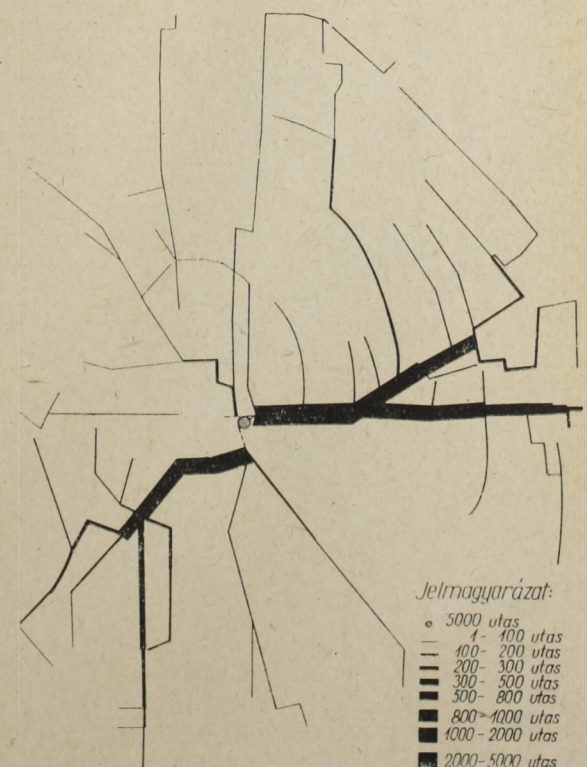 Jelmagyarázat:
5000 utas
1- 100 utas
100- 200 utas
200- 300 utas
300- 500 utas
500- 800 utas
800-1000 utas
1000-2000 utas
2000-5000 utas